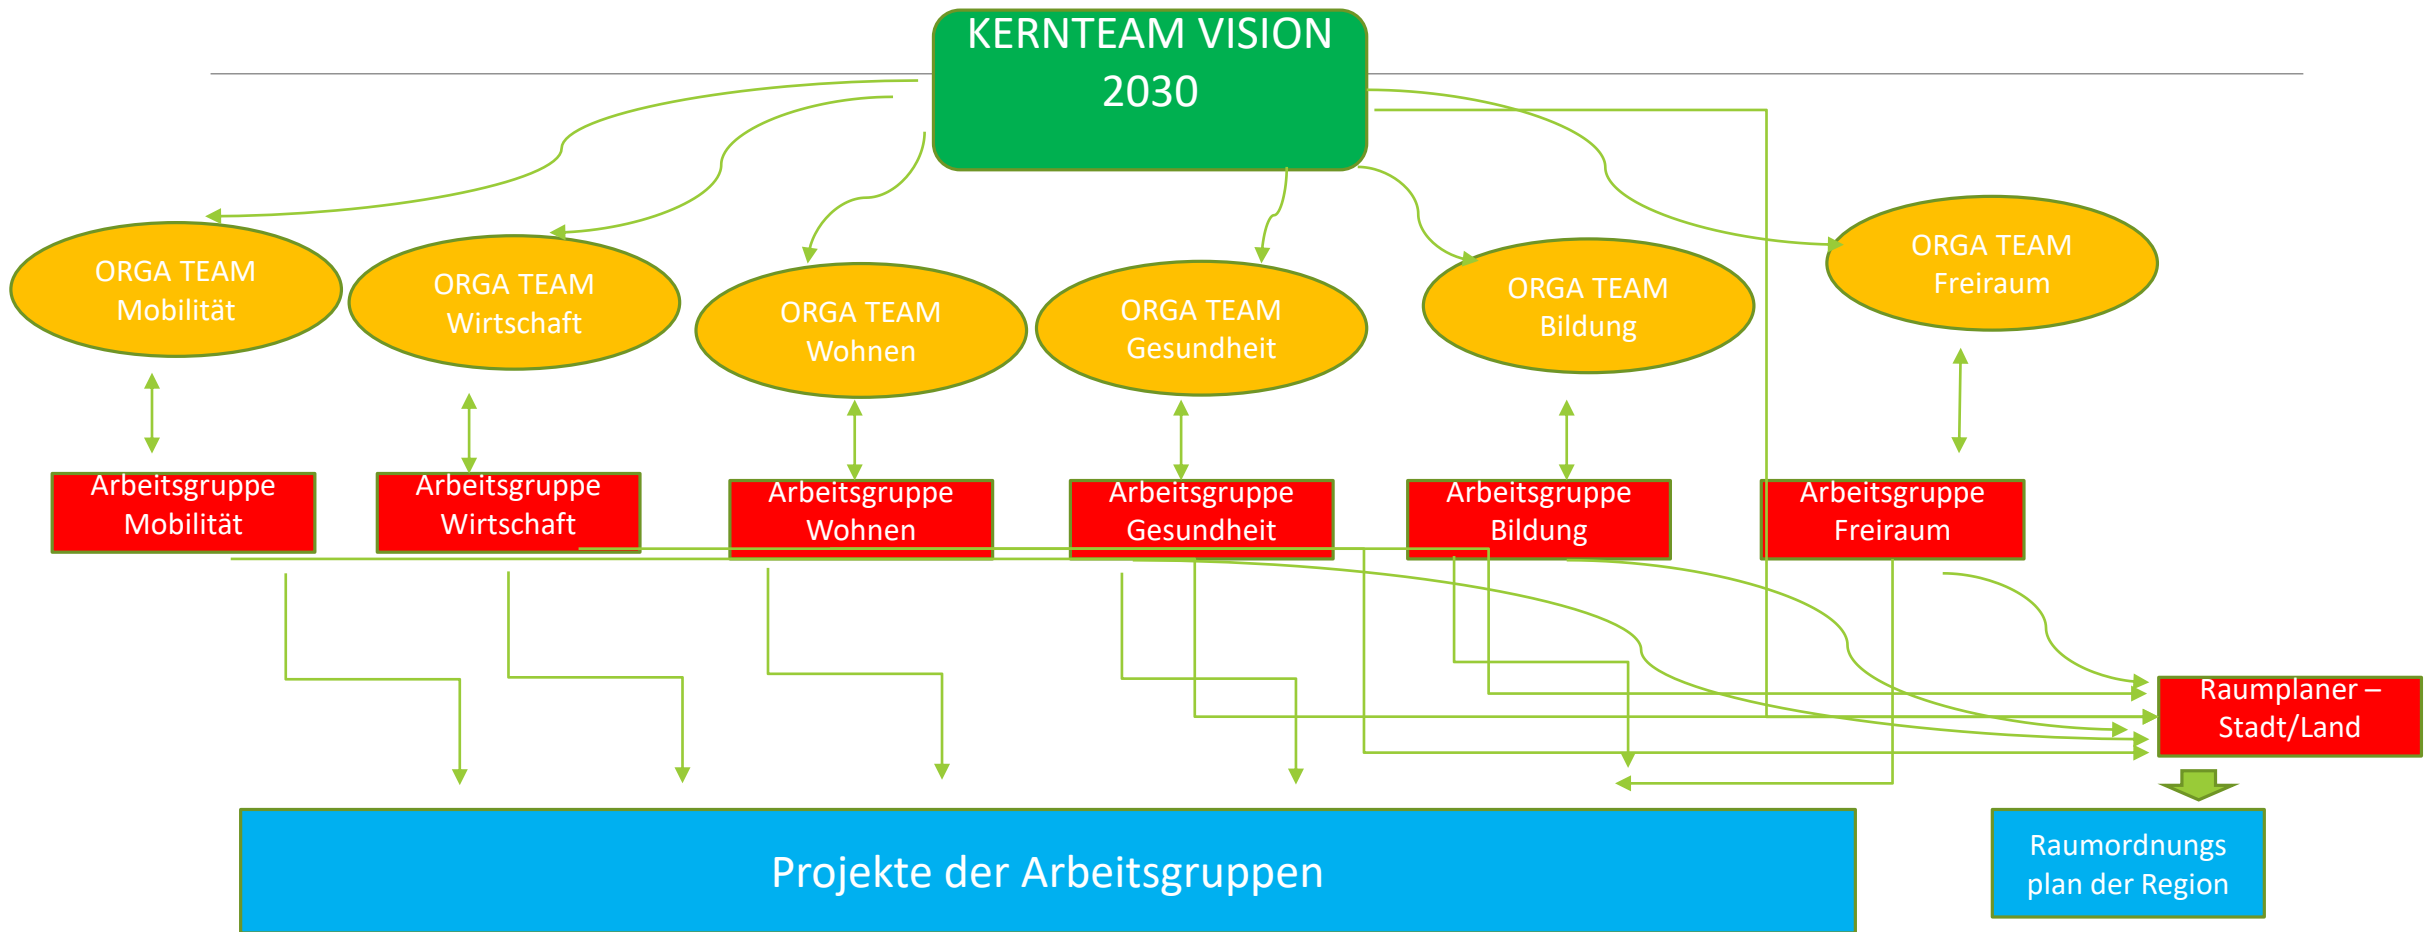 KERNTEAM VISION
2030
ORGA TEAM
Mobilität
ORGA TEAM
Wirtschaft
ORGA TEAM
Wohnen
ORGA TEAM
Gesundheit
ORGA TEAM
Bildung
ORGA TEAM
Freiraum
Arbeitsgruppe
Mobilität
Arbeitsgruppe
Wirtschaft
Arbeitsgruppe
Wohnen
Arbeitsgruppe
Gesundheit
Arbeitsgruppe
Bildung
Arbeitsgruppe
Freiraum
Raumplaner –
Stadt/Land
Projekte der Arbeitsgruppen
Raumordnungs
plan der Region